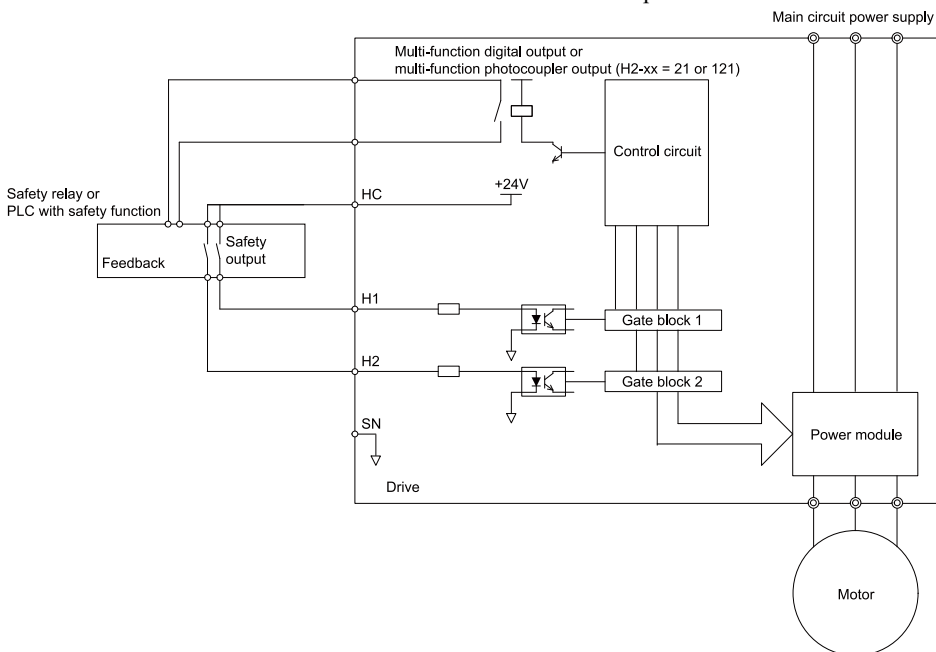 Main circuit power supply
Multi-function digital output or
multi-function photocoupler output (H2-xx = 21 or 121)
Control circuit
+24V
HC
Safety relay or
PLC with safety function
Safety
output
Feedback
H1
Gate block 1
H2
Gate block 2
SN
Power module
Drive
Motor